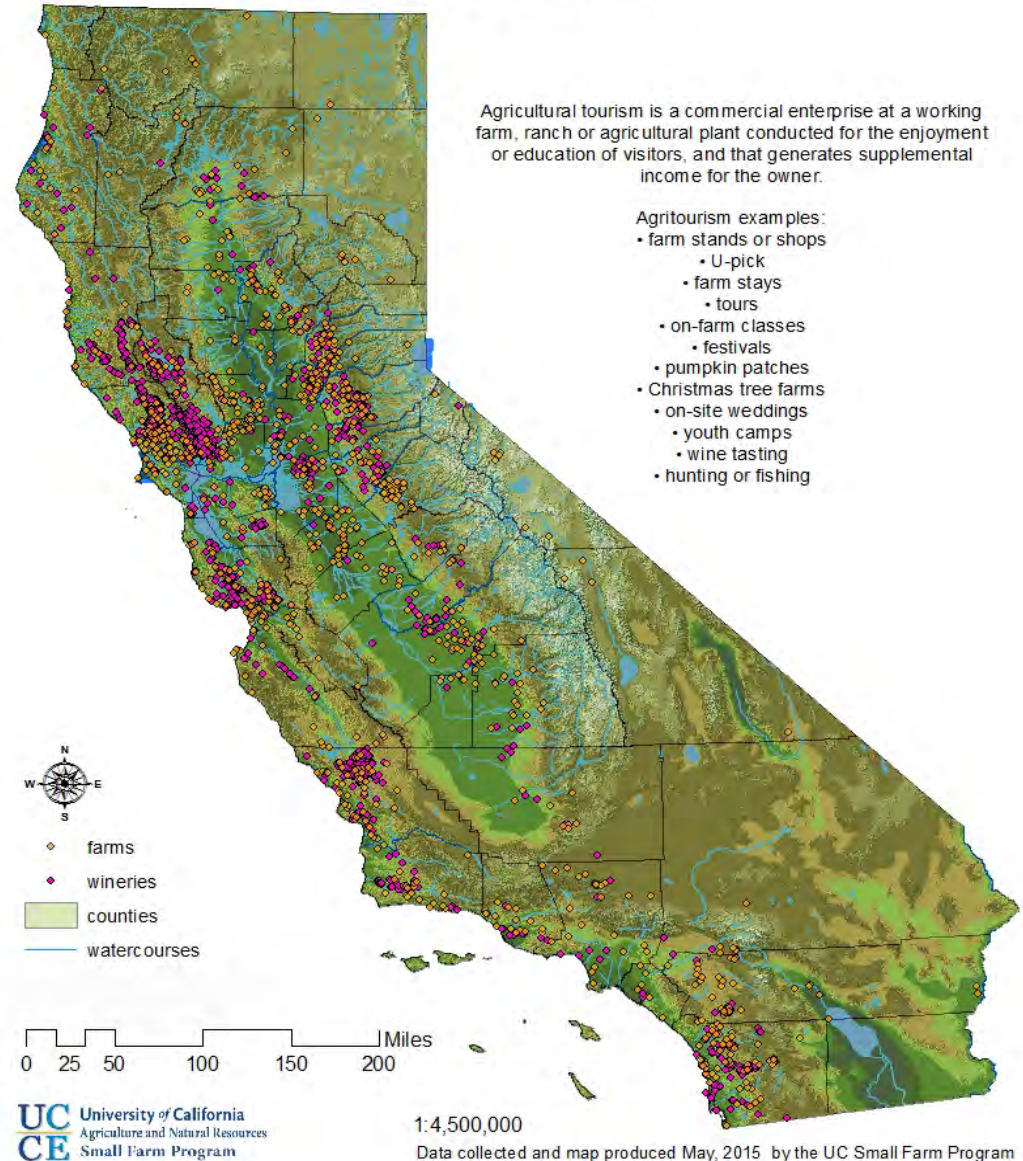 Agricultural tourism is a commercial enterprise at a working
farm, ranch or agricultural plant conducted for the enjoyment
or education of visitors, and that generates supplemental
income for the owner.
Agritourism examples:
• farm stands or shops
• U-pick
• farm stays
• tours
• on-farm classes
• festivals
• pumpkin patches
• Christmas tree farms
• on-site weddings
• youth camps
• wine tasting
• hunting or fishing
N
W E
S
farms
wineries
counties
watercourses
Miles
0 25 50 100 150 200
UC
CE
University of California
Agriculture and Natural Resources
Small Farm Program
1:4,500,000
Data collected and map produced May, 2015 by the UC Small Farm Program